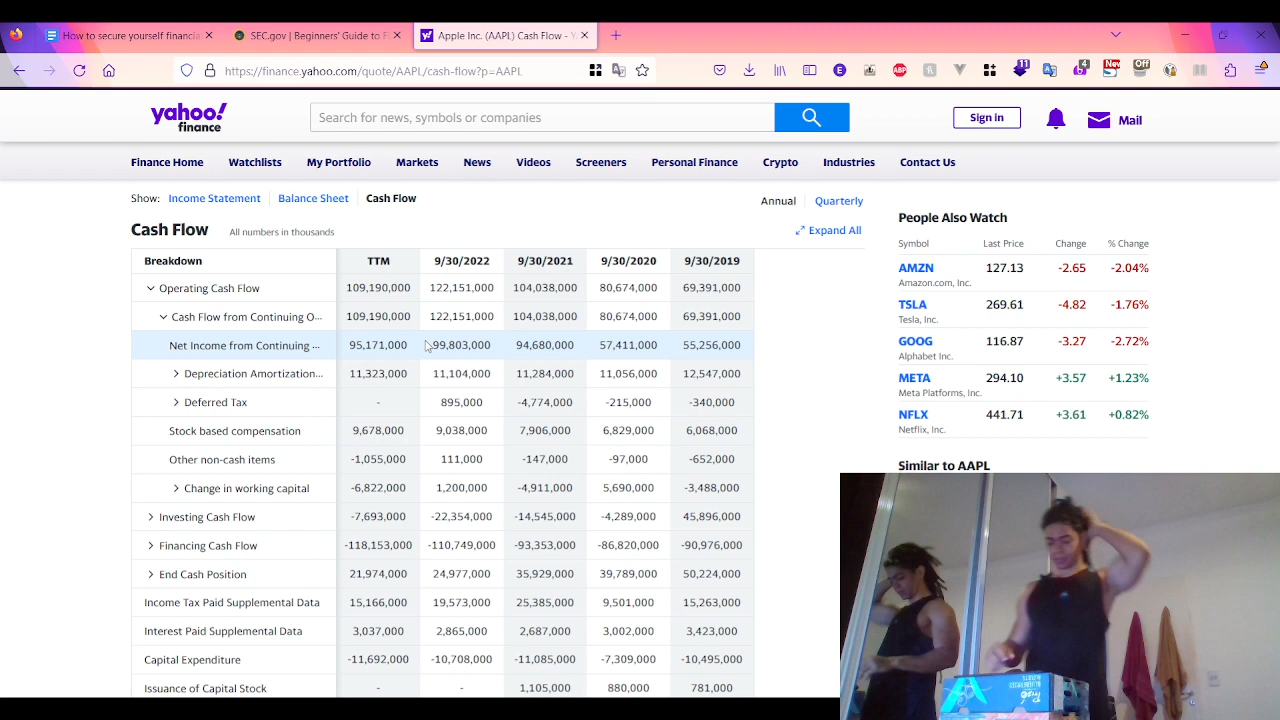 How to secure yourself financia
SEC.gov | Beginners' Guide to Fi
Apple Inc. (AAPL) Cash Flow - Y
https://finance.yahoo.com/quote/AAPL/cash-flow?p=AAPL
ABP
11
4
New
Off
yahoo!
finance
Search for news, symbols or companies
Sign in
Mail
Finance Home Watchlists My Portfolio Markets News Videos Screeners Personal Finance Crypto Industries Contact Us
Show: Income Statement Balance Sheet Cash Flow
Annual Quarterly
Cash Flow All numbers in thousands
Expand All
Breakdown TTM 9/30/2022 9/30/2021 9/30/2020 9/30/2019
Operating Cash Flow 109,190,000 122,151,000 104,038,000 80,674,000 69,391,000
Cash Flow from Continuing O... 109,190,000 122,151,000 104,038,000 80,674,000 69,391,000
Net Income from Continuing ... 95,171,000 99,803,000 94,680,000 57,411,000 55,256,000
Depreciation Amortization... 11,323,000 11,104,000 11,284,000 11,056,000 12,547,000
Deferred Tax - 895,000 -4,774,000 -215,000 -340,000
Stock based compensation 9,678,000 9,038,000 7,906,000 6,829,000 6,068,000
Other non-cash items -1,055,000 111,000 -147,000 -97,000 -652,000
Change in working capital -6,822,000 1,200,000 -4,911,000 5,690,000 -3,488,000
Investing Cash Flow -7,693,000 -22,354,000 -14,545,000 -4,289,000 45,896,000
Financing Cash Flow -118,153,000 -110,749,000 -93,353,000 -86,820,000 -90,976,000
End Cash Position 21,974,000 24,977,000 35,929,000 39,789,000 50,224,000
Income Tax Paid Supplemental Data 15,166,000 19,573,000 25,385,000 9,501,000 15,263,000
Interest Paid Supplemental Data 3,037,000 2,865,000 2,687,000 3,002,000 3,423,000
Capital Expenditure -11,692,000 -10,708,000 -11,085,000 -7,309,000 -10,495,000
Issuance of Capital Stock - - 1,105,000 880,000 781,000
People Also Watch
Symbol Last Price Change % Change
AMZN 127.13 -2.65 -2.04%
Amazon.com, Inc.
TSLA 269.61 -4.82 -1.76%
Tesla, Inc.
GOOG 116.87 -3.27 -2.72%
Alphabet Inc.
META 294.10 +3.57 +1.23%
Meta Platforms, Inc.
NFLX 441.71 +3.61 +0.82%
Netflix, Inc.
Similar to AAPL